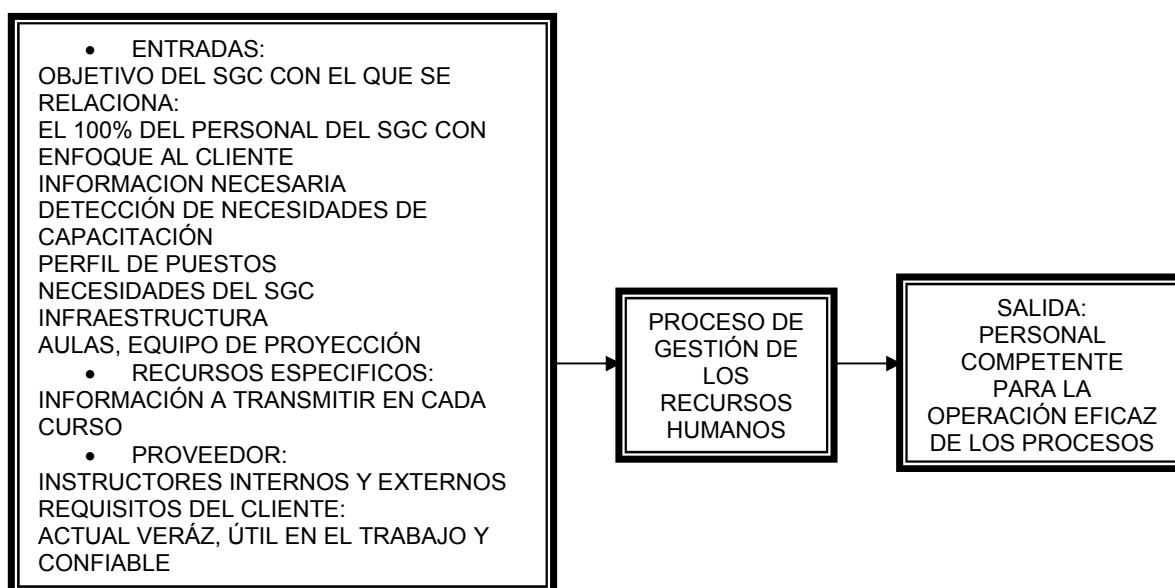 • ENTRADAS:
OBJETIVO DEL SGC CON EL QUE SE
RELACIONA:
EL 100% DEL PERSONAL DEL SGC CON
ENFOQUE AL CLIENTE
INFORMACION NECESARIA
DETECCIÓN DE NECESIDADES DE
CAPACITACIÓN
PERFIL DE PUESTOS
NECESIDADES DEL SGC
INFRAESTRUCTURA
AULAS, EQUIPO DE PROYECCIÓN
• RECURSOS ESPECIFICOS:
INFORMACIÓN A TRANSMITIR EN CADA
CURSO
• PROVEEDOR:
INSTRUCTORES INTERNOS Y EXTERNOS
REQUISITOS DEL CLIENTE:
ACTUAL VERÁZ, ÚTIL EN EL TRABAJO Y
CONFIABLE
PROCESO DE
GESTIÓN DE
LOS
RECURSOS
HUMANOS
SALIDA:
PERSONAL
COMPETENTE
PARA LA
OPERACIÓN EFICAZ
DE LOS PROCESOS